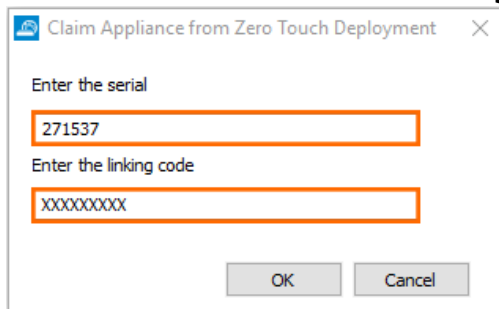 Claim Appliance from Zero Touch Deployment
Enter the serial
271537
Enter the linking code
XXXXXXXXX
OK Cancel